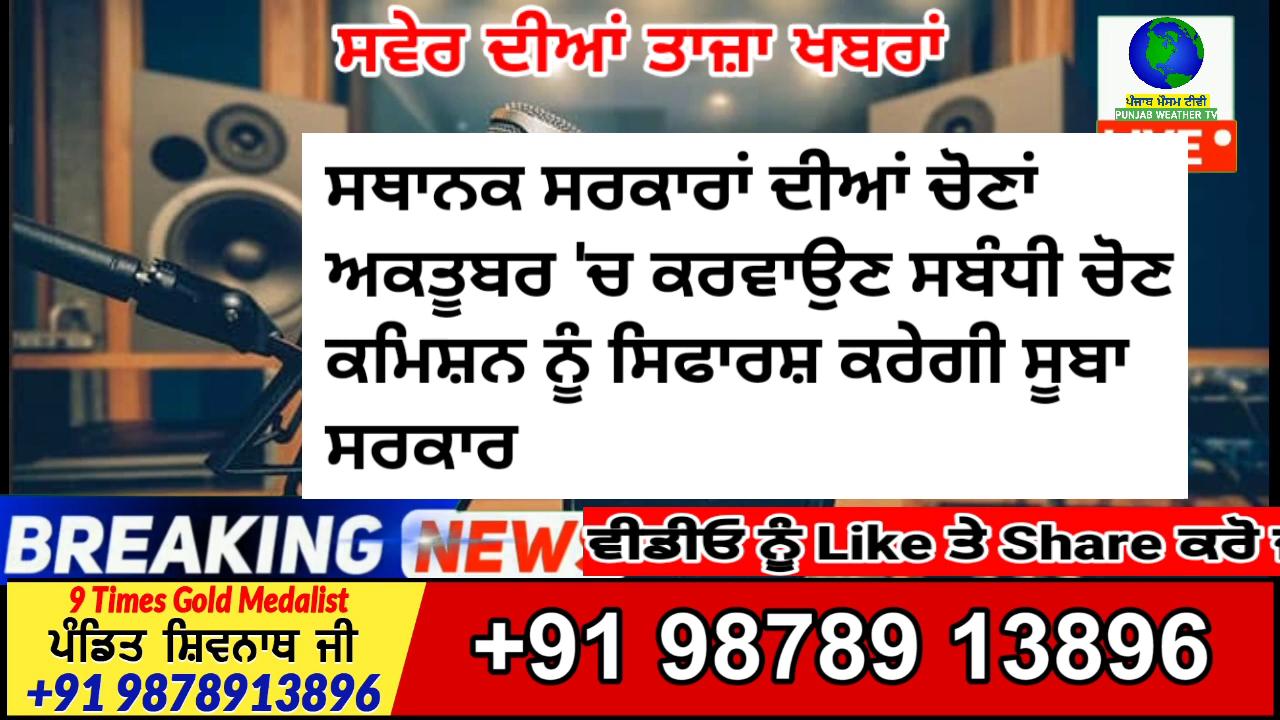 ਸਵੇਰ ਦੀਆਂ ਤਾਜ਼ਾ ਖਬਰਾਂ
ਪੰਜਾਬ ਮੌਸਮ ਟੀਵੀ
PUNJAB WEATHER TV
ਸਥਾਨਕ ਸਰਕਾਰਾਂ ਦੀਆਂ ਚੋਣਾਂ
ਅਕਤੂਬਰ 'ਚ ਕਰਵਾਉਣ ਸਬੰਧੀ ਚੋਣ
ਕਮਿਸ਼ਨ ਨੂੰ ਸਿਫਾਰਸ਼ ਕਰੇਗੀ ਸੂਬਾ
ਸਰਕਾਰ
BREAKING NEWS
ਵੀਡੀਓ ਨੂੰ Like ਤੇ Share ਕਰੋ
9 Times Gold Medalist
ਪੰਡਿਤ ਸ਼ਿਵਨਾਥ ਜੀ
+91 9878913896
+91 98789 13896